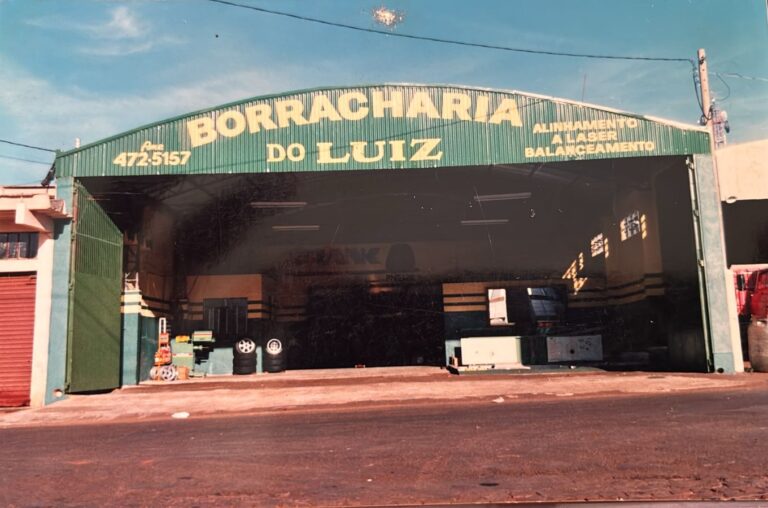 BORRACHARIA
DO LUIZ
Fone
472-5157
ALINHAMENTO
A LASER
BALANCEAMENTO